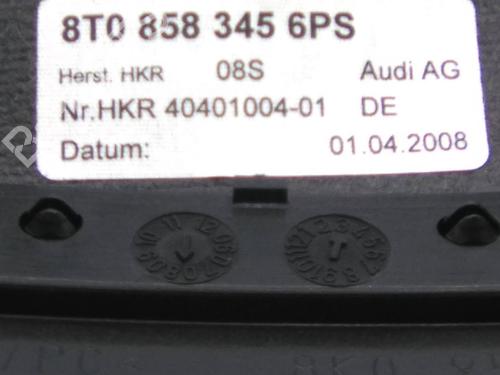 8T0 858 345 6PS
Herst. HKR 08S Audi AG
Nr.HKR 40401004-01 DE
Datum: 01.04.2008